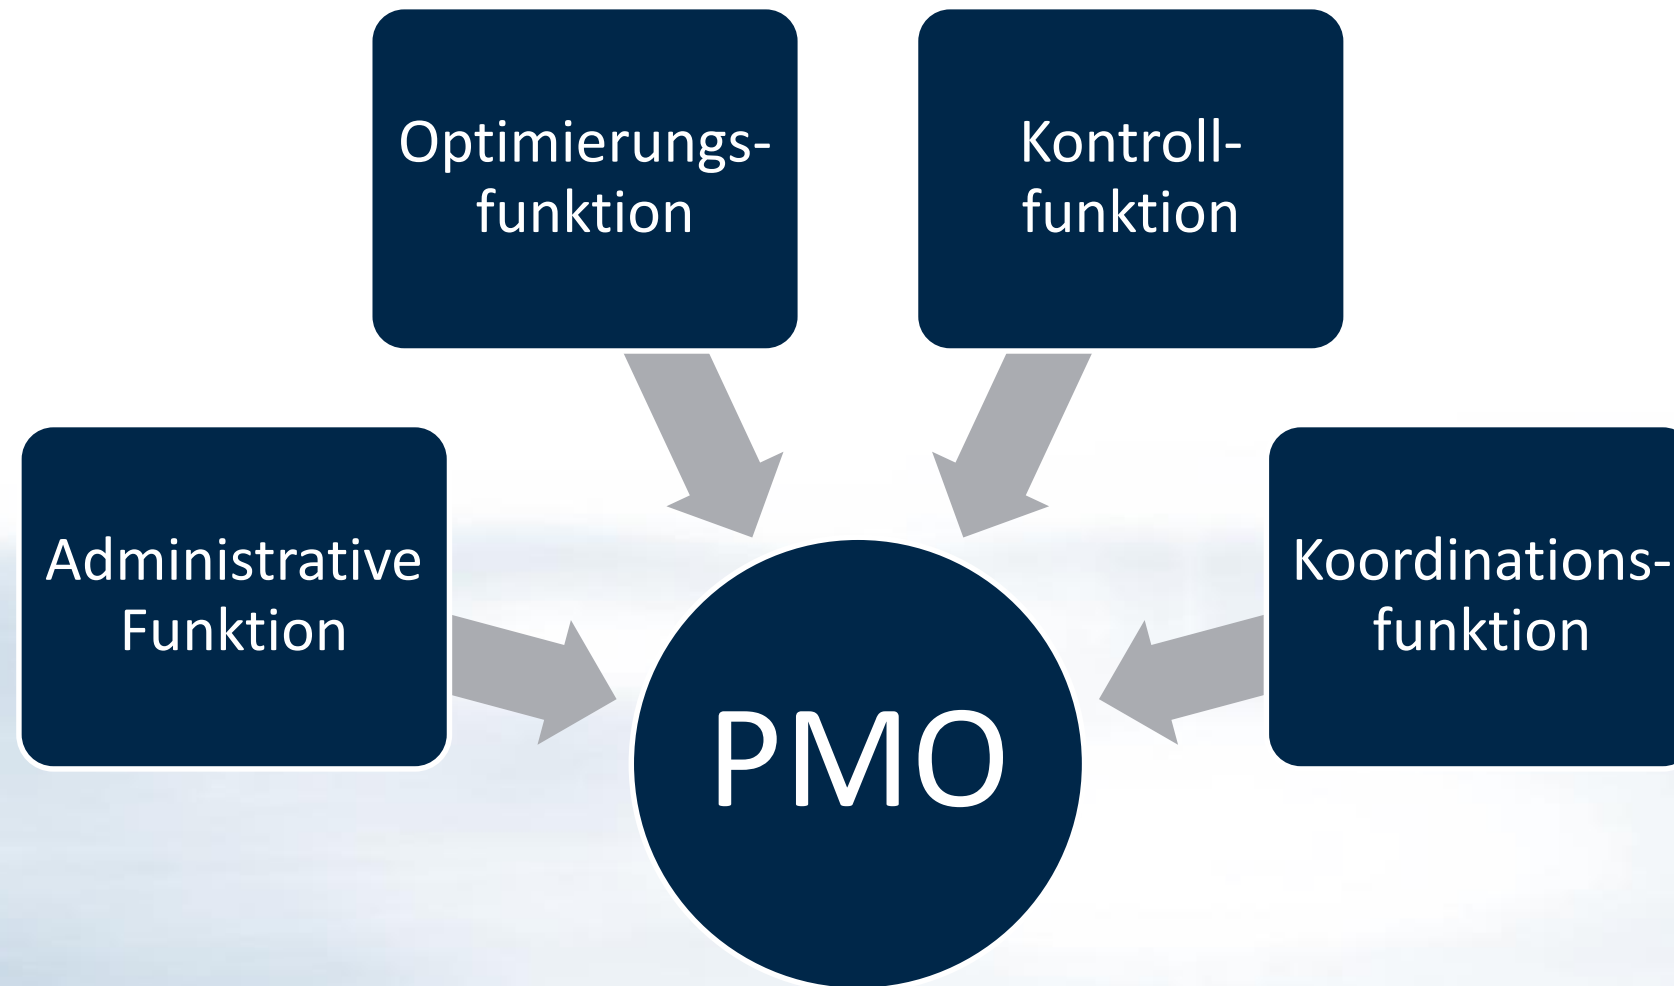 Optimierungs-
funktion
Kontroll-
funktion
Administrative
Funktion
Koordinations-
funktion
PMO